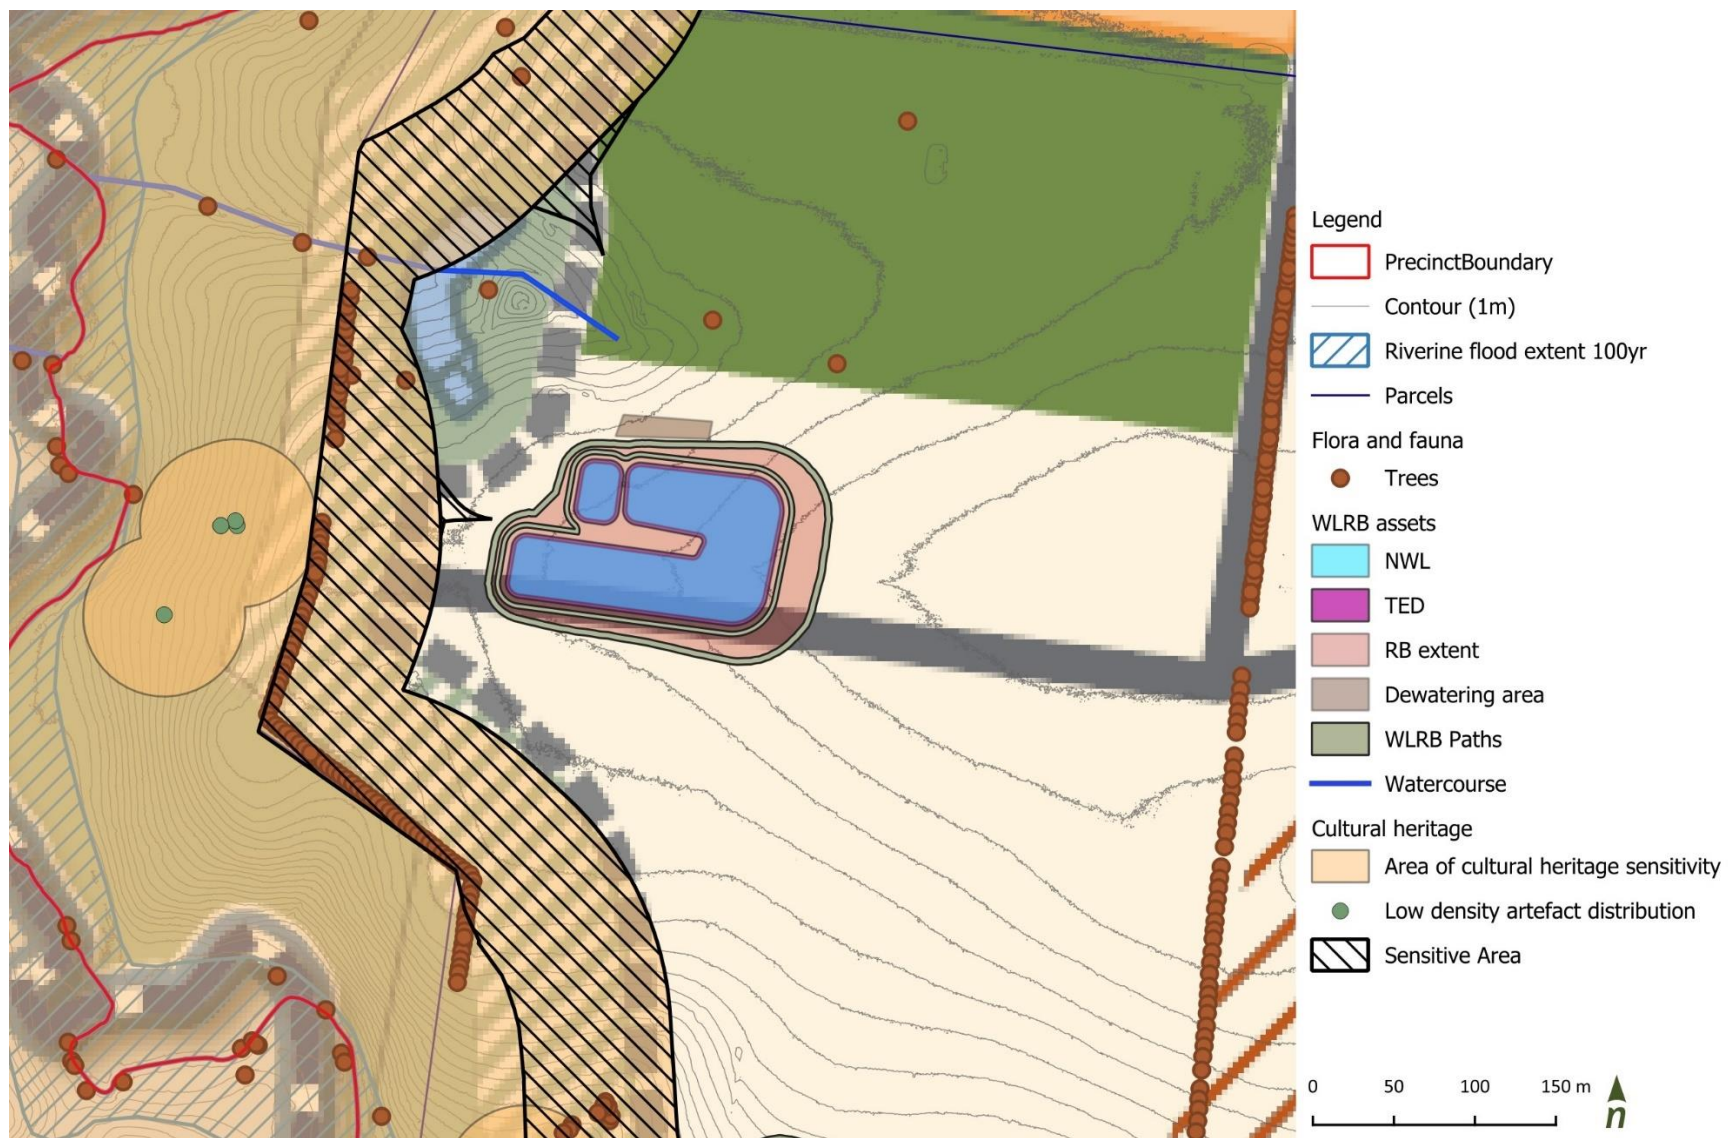 Legend
PrecinctBoundary
Contour (1m)
Riverine flood extent 100yr
Parcels
Flora and fauna
Trees
WLRB assets
NWL
TED
RB extent
Dewatering area
WLRB Paths
Watercourse
Cultural heritage
Area of cultural heritage sensitivity
Low density artefact distribution
Sensitive Area
0 50 100 150 m
n